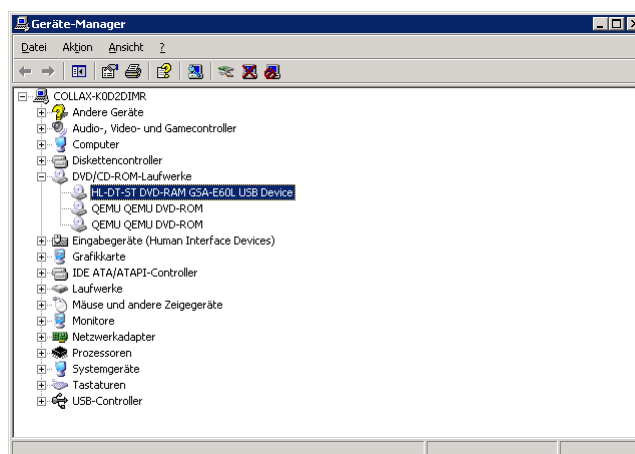 Geräte-Manager
Datei Aktion Ansicht ?
COLLAX-K0D2DIMR
Andere Geräte
Audio-, Video- und Gamecontroller
Computer
Diskettencontroller
DVD/CD-ROM-Laufwerke
HL-DT-ST DVD-RAM GSA-E60L USB Device
QEMU QEMU DVD-ROM
QEMU QEMU DVD-ROM
Eingabegeräte (Human Interface Devices)
Grafikkarte
IDE ATA/ATAPI-Controller
Laufwerke
Mäuse und andere Zeigegeräte
Monitore
Netzwerkadapter
Prozessoren
Systemgeräte
Tastaturen
USB-Controller